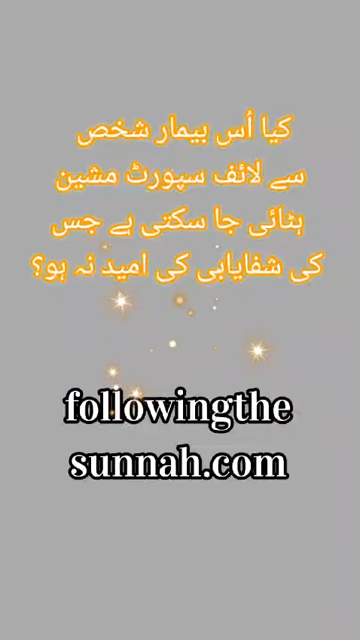 کیا اُس بیمار شخص
سے لائف سپورٹ مشین
ہٹائی جا سکتی ہے جس
کی شفایابی کی امید نہ ہو؟
followingthe
sunnah.com